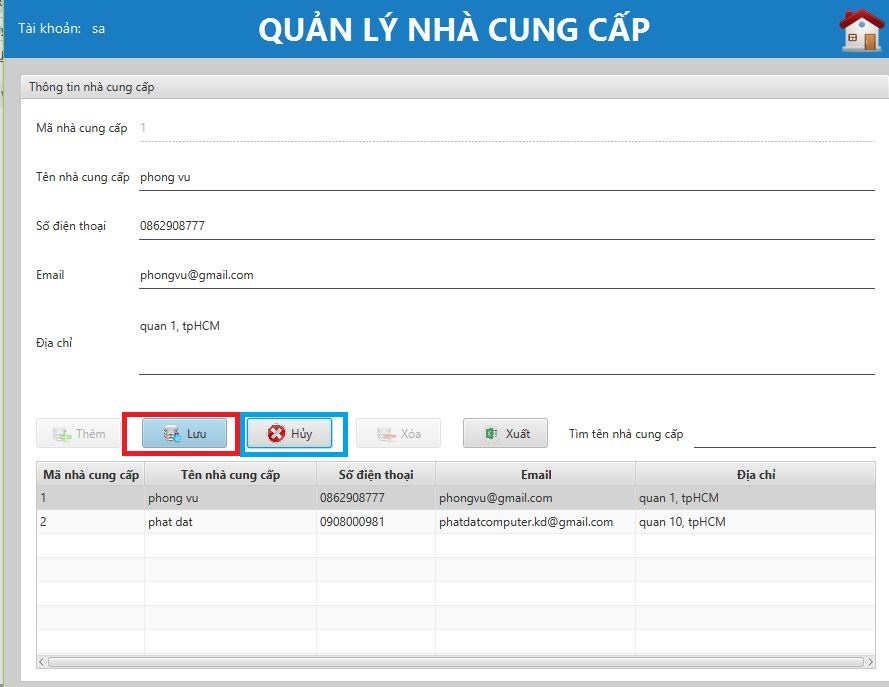 Tài khoản: sa
QUẢN LÝ NHÀ CUNG CẤP
Thông tin nhà cung cấp
Mã nhà cung cấp 1
Tên nhà cung cấp phong vu
Số điện thoại 0862908777
Email phongvu@gmail.com
quan 1, tpHCM
Địa chỉ
Thêm Lưu Hủy Xóa Xuất Tìm tên nhà cung cấp
Mã nhà cung cấp Tên nhà cung cấp Số điện thoại Email Địa chỉ
1 phong vu 0862908777 phongvu@gmail.com quan 1, tpHCM
2 phat dat 0908000981 phatdatcomputer.kd@gmail.com quan 10, tpHCM